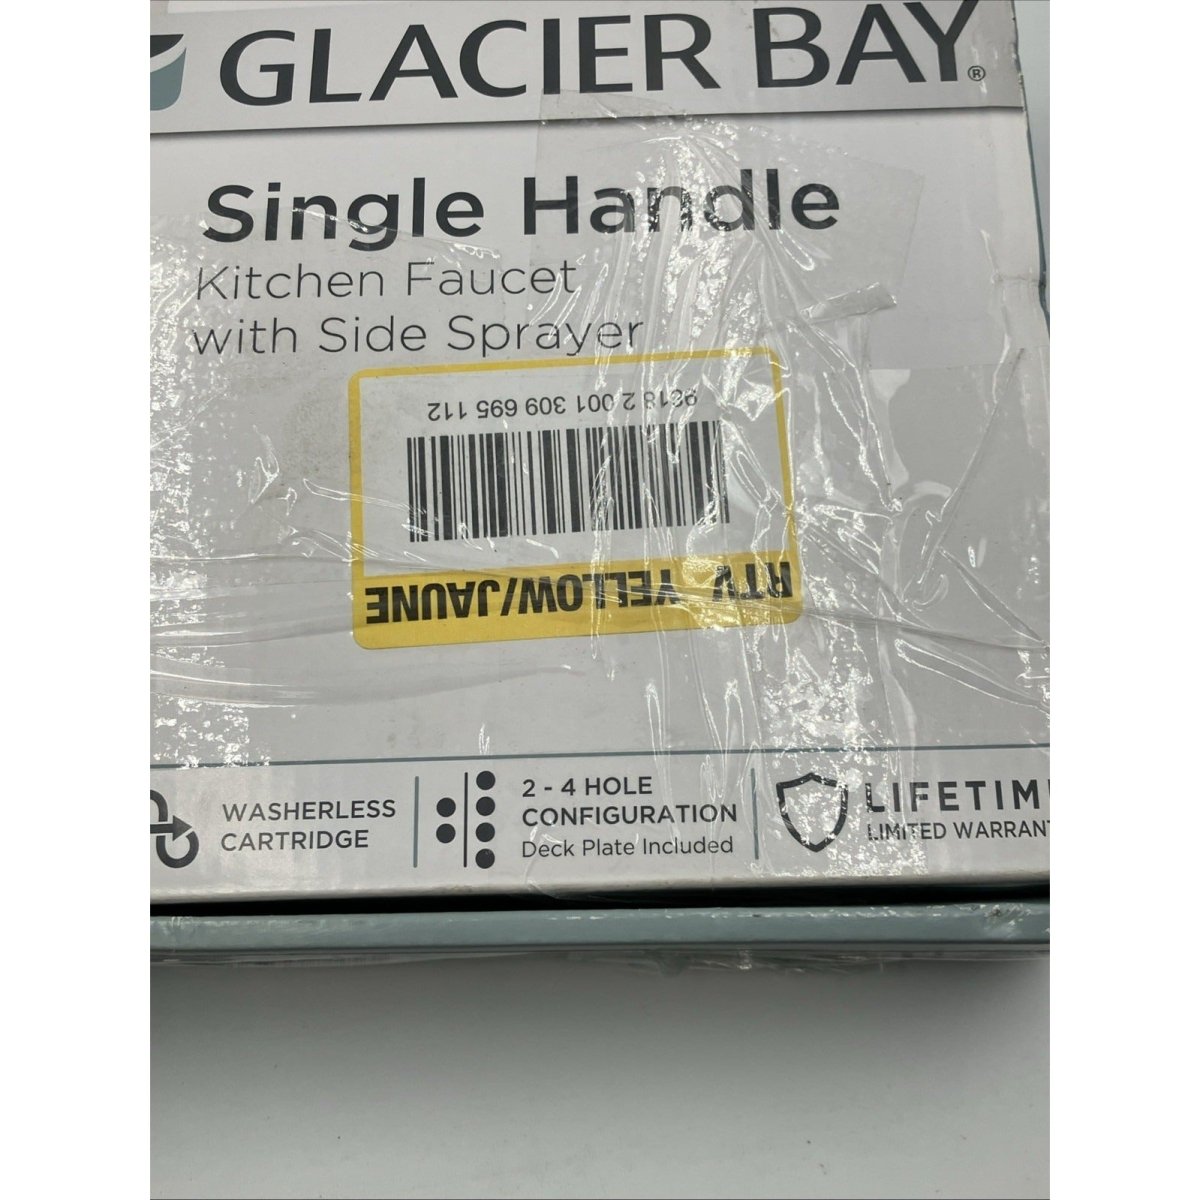 GLACIER BAY®
Single Handle
Kitchen Faucet
with Side Sprayer
RTV YELLOW/JAUNE
2 001 309 695 112
WASHERLESS
CARTRIDGE
2 - 4 HOLE
CONFIGURATION
Deck Plate Included
LIFETIM
LIMITED WARRANT